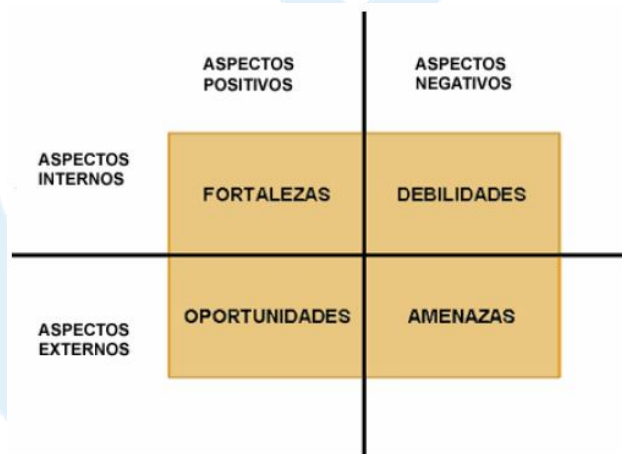 ASPECTOS
POSITIVOS
ASPECTOS
NEGATIVOS
ASPECTOS
INTERNOS
FORTALEZAS
DEBILIDADES
ASPECTOS
EXTERNOS
OPORTUNIDADES
AMENAZAS